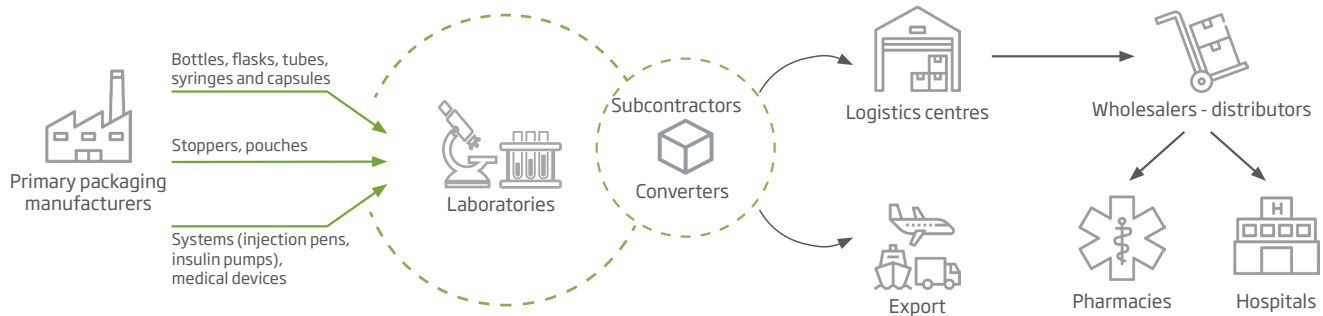 Primary packaging
manufacturers
Bottles, flasks, tubes,
syringes and capsules
Stoppers, pouches
Systems (injection pens,
insulin pumps),
medical devices
Laboratories
Subcontractors
Converters
Logistics centres
Export
Wholesalers - distributors
Pharmacies
H
Hospitals